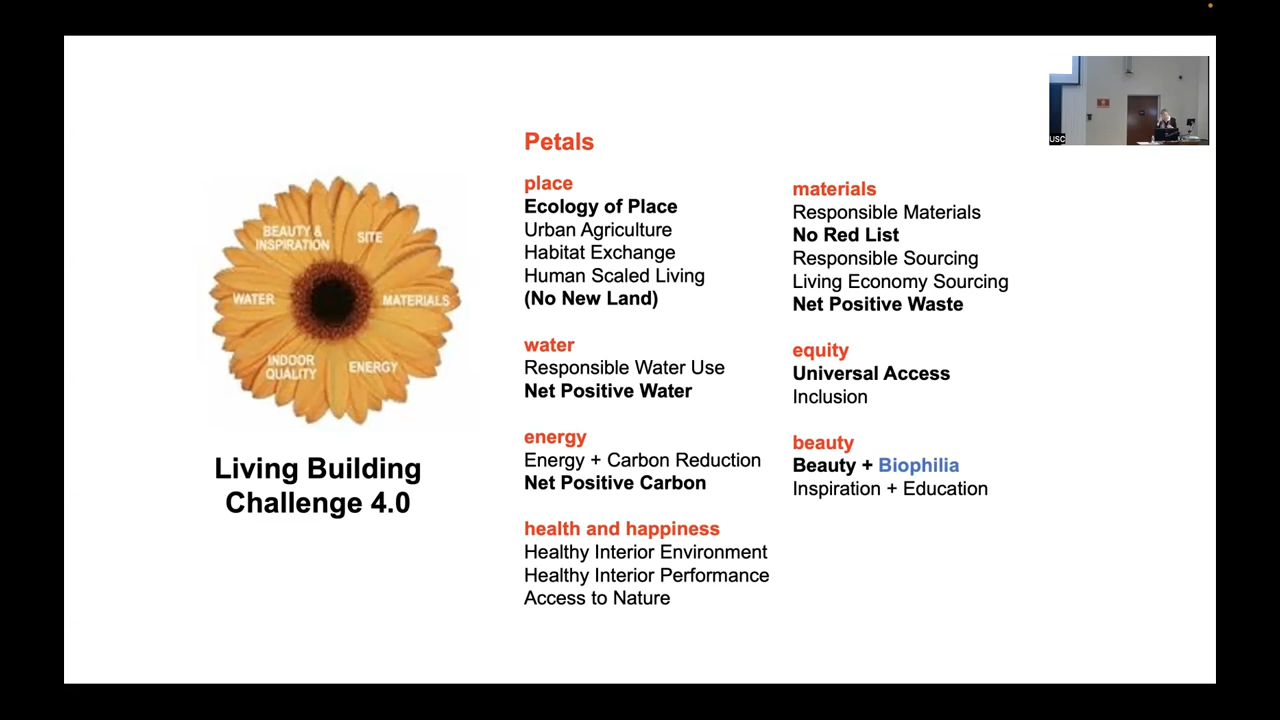 Petals
place
Ecology of Place
Urban Agriculture
Habitat Exchange
Human Scaled Living
(No New Land)
water
Responsible Water Use
Net Positive Water
energy
Energy + Carbon Reduction
Net Positive Carbon
health and happiness
Healthy Interior Environment
Healthy Interior Performance
Access to Nature
materials
Responsible Materials
No Red List
Responsible Sourcing
Living Economy Sourcing
Net Positive Waste
equity
Universal Access
Inclusion
beauty
Beauty + Biophilia
Inspiration + Education
BEAUTY &
INSPIRATION
SITE
WATER
MATERIALS
INDOOR
QUALITY
ENERGY
Living Building
Challenge 4.0
USC